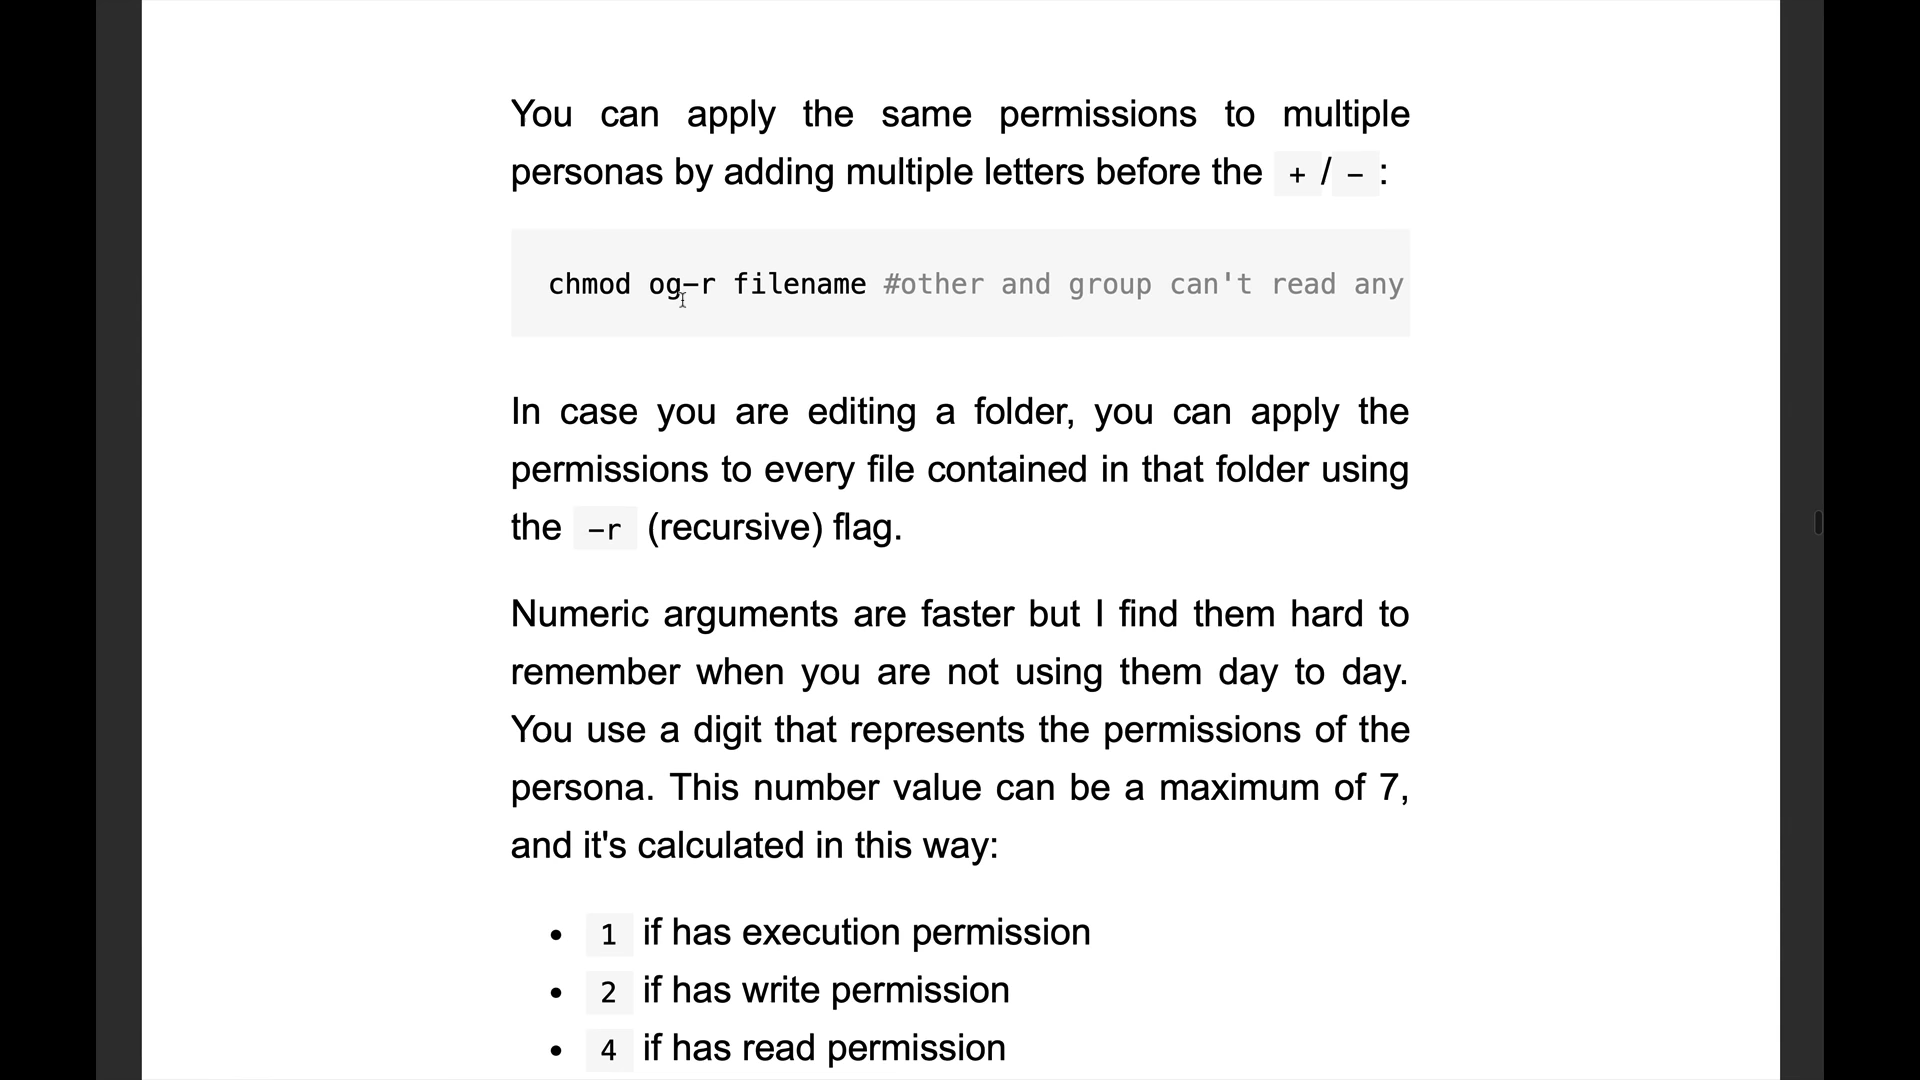 You can apply the same permissions to multiple
personas by adding multiple letters before the + / - :
chmod og-r filename #other and group can't read any
In case you are editing a folder, you can apply the
permissions to every file contained in that folder using
the -r (recursive) flag.
Numeric arguments are faster but I find them hard to
remember when you are not using them day to day.
You use a digit that represents the permissions of the
persona. This number value can be a maximum of 7,
and it's calculated in this way:
• 1 if has execution permission
• 2 if has write permission
• 4 if has read permission